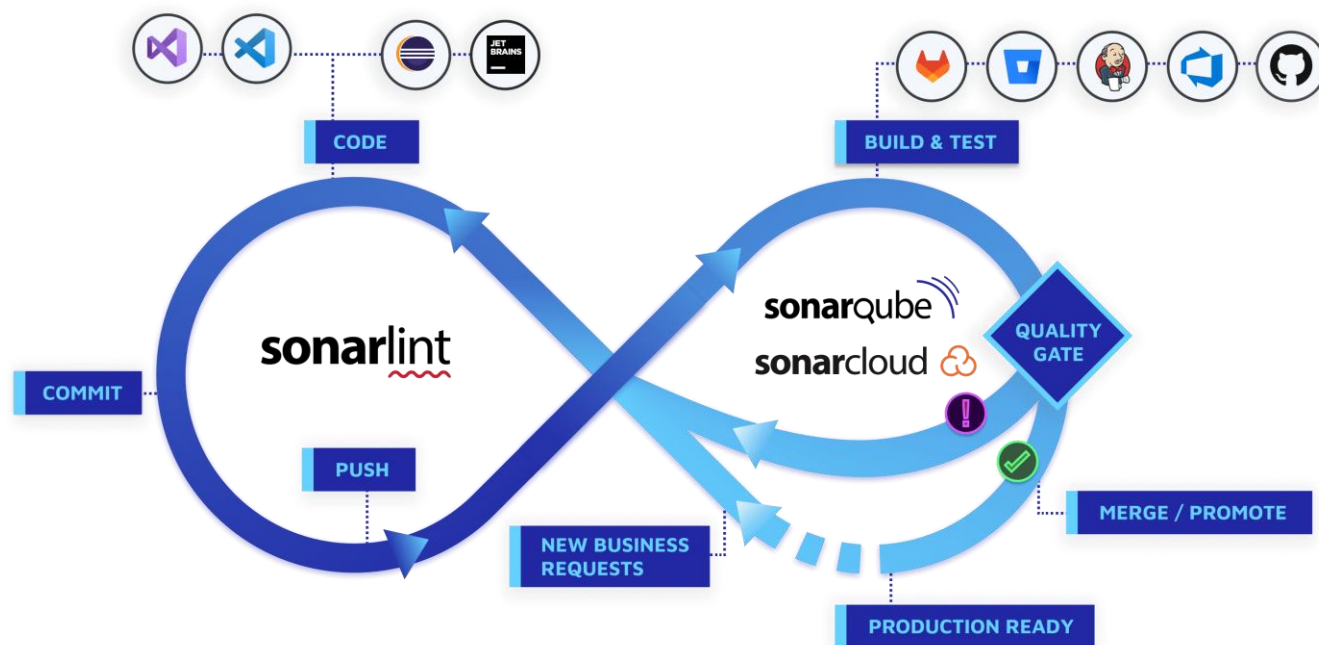 JET
BRAINS
CODE
BUILD & TEST
sonarqube
sonarlint
sonarcloud
QUALITY
GATE
COMMIT
PUSH
MERGE / PROMOTE
NEW BUSINESS
REQUESTS
PRODUCTION READY